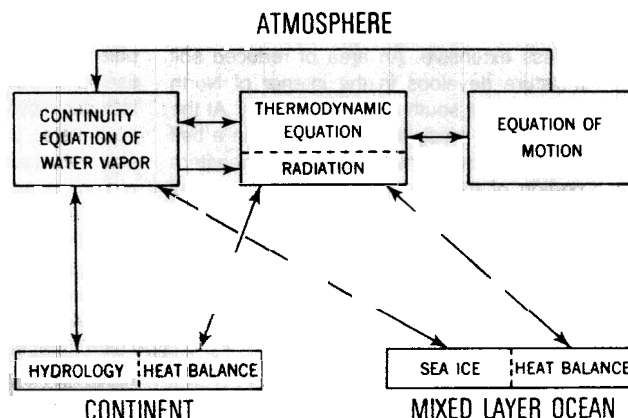 ATMOSPHERE
CONTINUITY
EQUATION OF
WATER VAPOR
THERMODYNAMIC
EQUATION
RADIATION
EQUATION OF
MOTION
HYDROLOGY
HEAT BALANCE
SEA ICE
HEAT BALANCE
CONTINENT
MIXED LAYER OCEAN